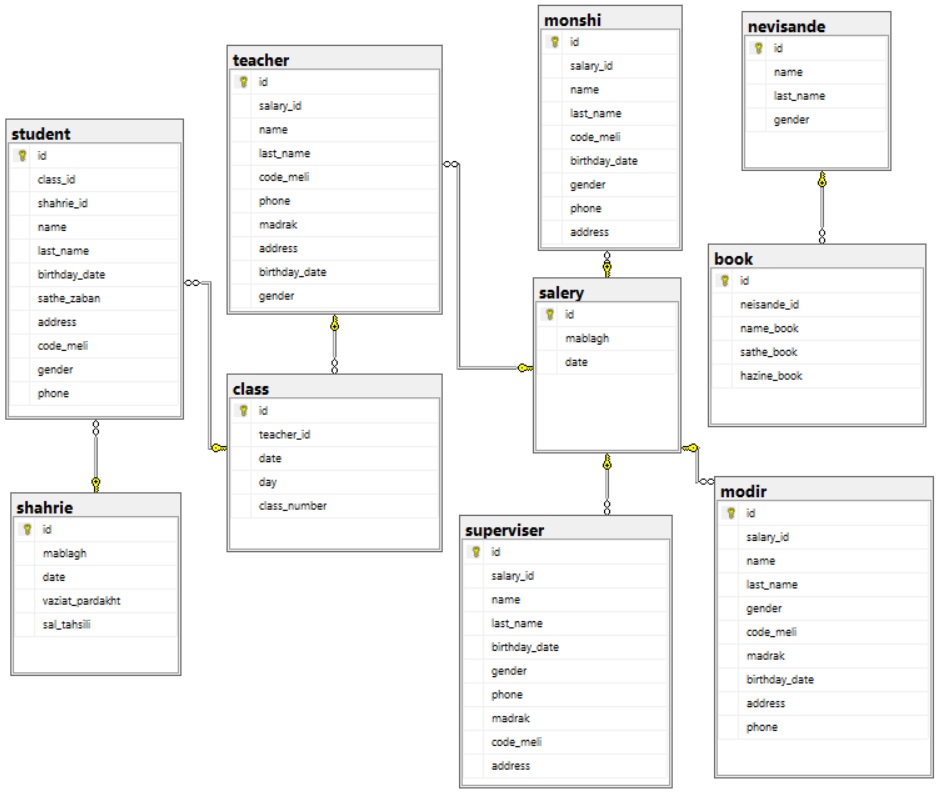 student
id
class_id
shahrie_id
name
last_name
birthday_date
sathe_zaban
address
code_meli
gender
phone
shahrie
id
mablagh
date
vaziat_pardakht
sal_tahsili
teacher
id
salary_id
name
last_name
code_meli
phone
madrak
address
birthday_date
gender
class
id
teacher_id
date
day
class_number
monshi
id
salary_id
name
last_name
code_meli
birthday_date
gender
phone
address
salery
id
mablagh
date
superviser
id
salary_id
name
last_name
birthday_date
gender
phone
madrak
code_meli
address
nevisande
id
name
last_name
gender
book
id
neisande_id
name_book
sathe_book
hazine_book
modir
id
salary_id
name
last_name
gender
code_meli
madrak
birthday_date
address
phone